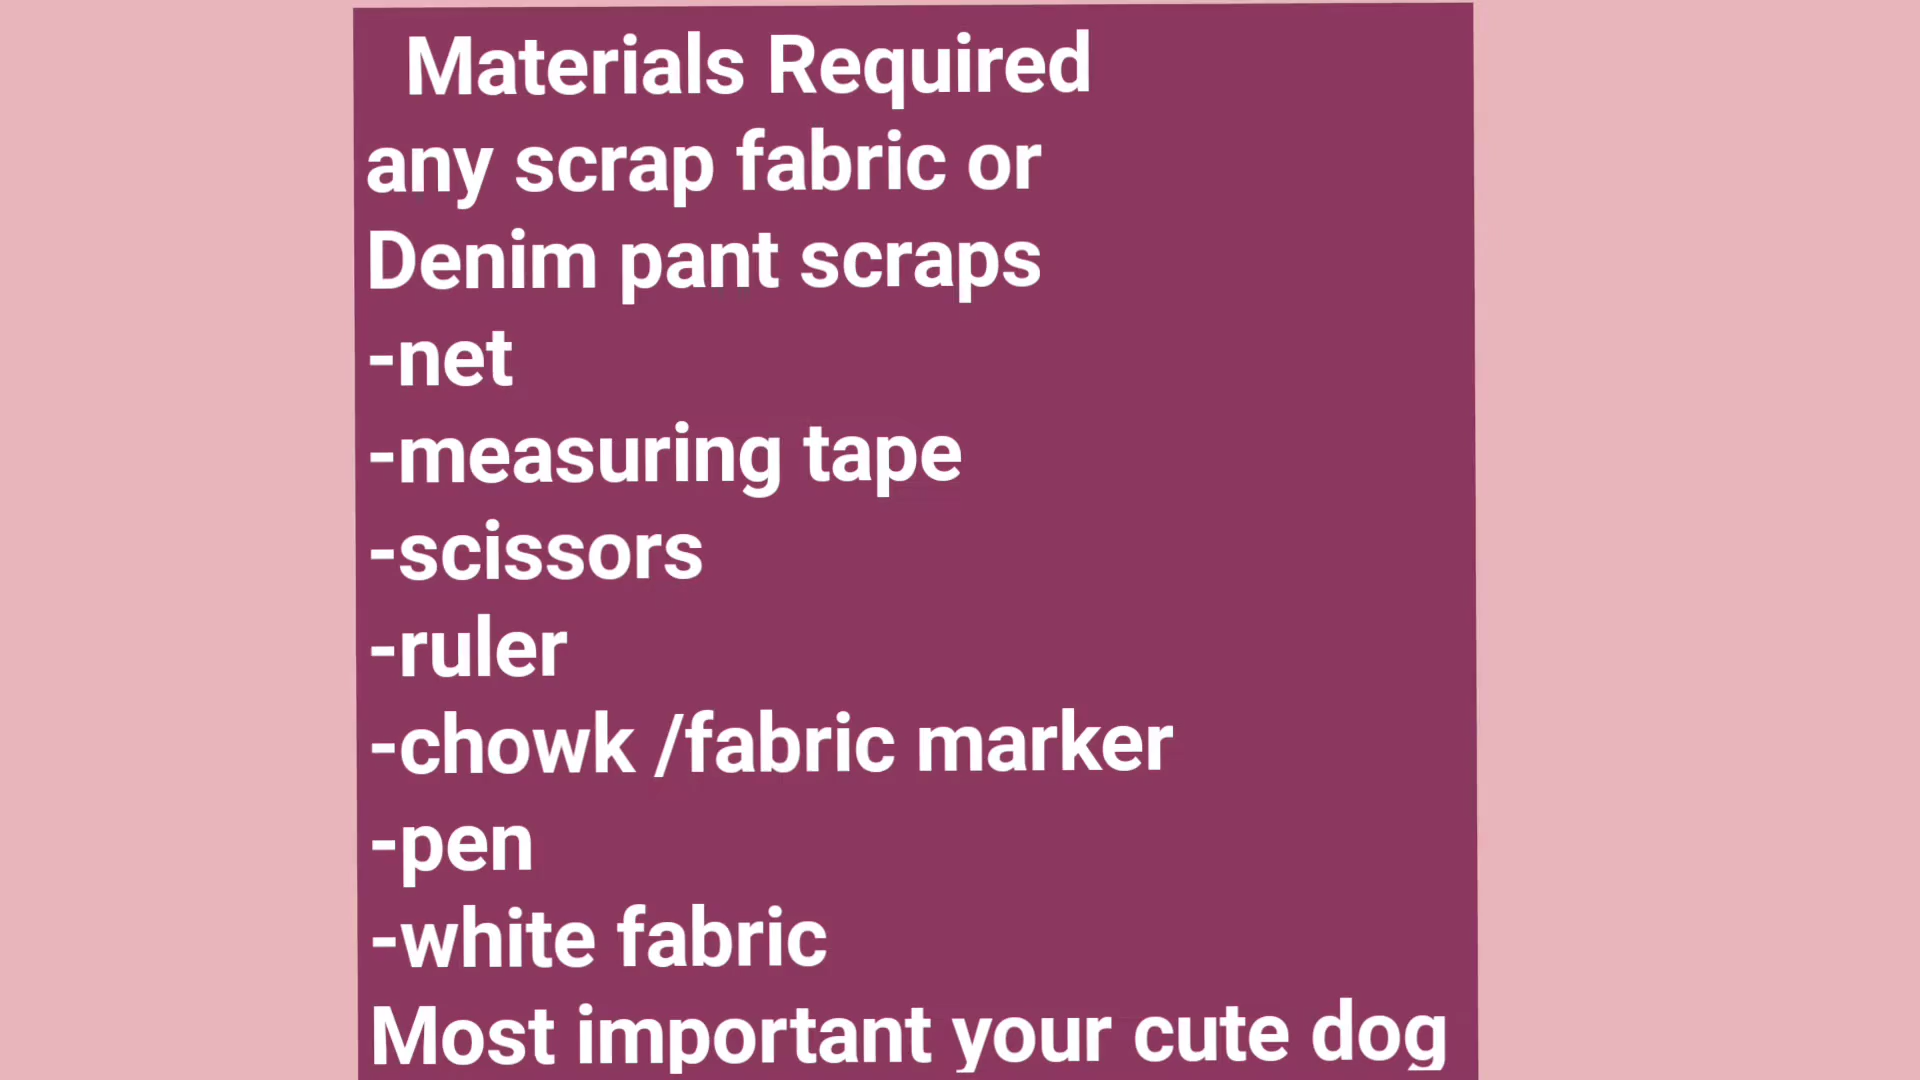 Materials Required
any scrap fabric or
Denim pant scraps
-net
-measuring tape
-scissors
-ruler
-chowk /fabric marker
-pen
-white fabric
Most important your cute dog